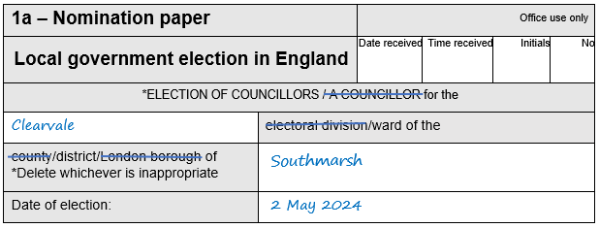 1a – Nomination paper
Office use only
Local government election in England
Date received Time received Initials No
*ELECTION OF COUNCILLORS /A COUNCILLOR for the
Clearvale
electoral division/ward of the
county/district/London borough of
*Delete whichever is inappropriate
Southmarsh
Date of election:
2 May 2024